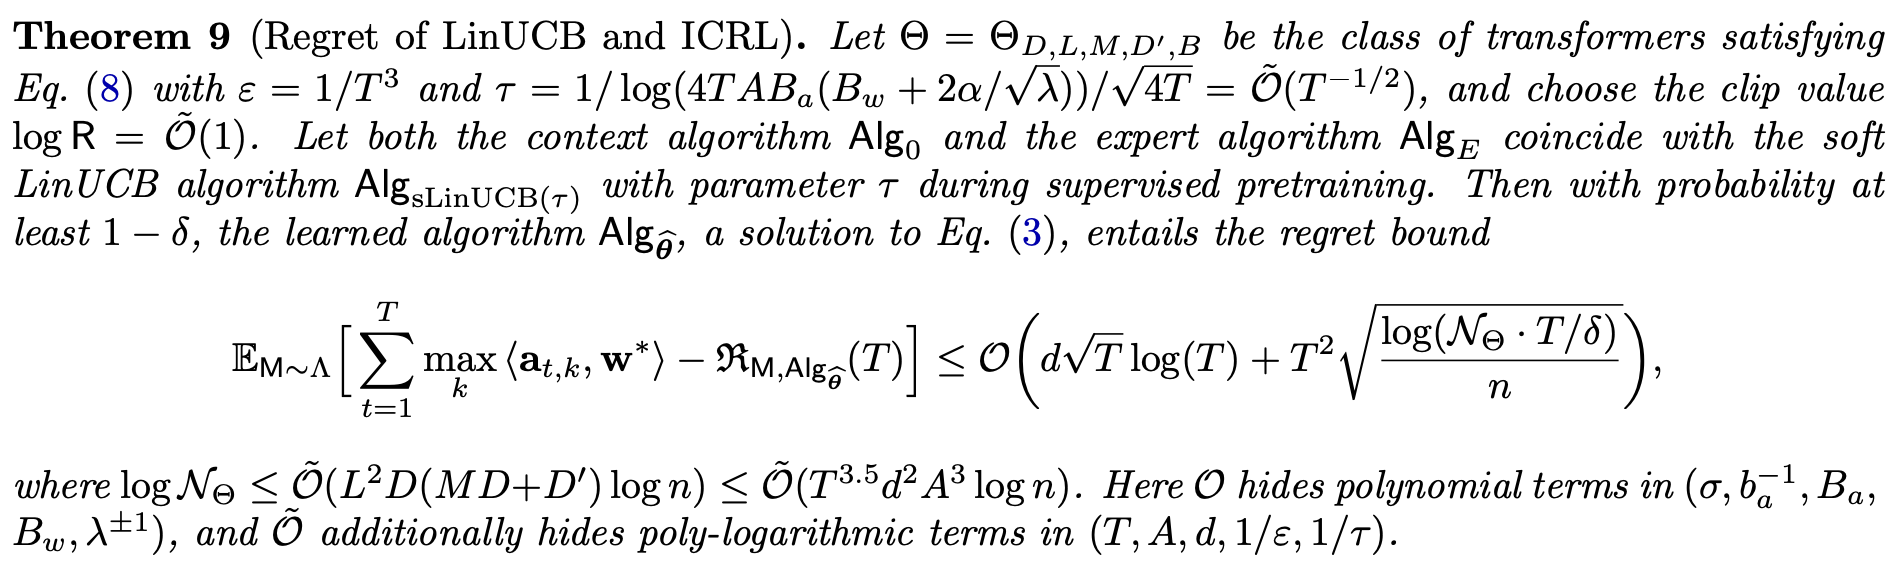 Theorem 9 (Regret of LinUCB and ICRL). Let Θ = Θ_{D,L,M,D′,B} be the class of transformers satisfying
Eq. (8) with ε = 1/T³ and τ = 1/ log(4TAB_a(B_w + 2α/√λ))/√4T = Õ(T^{−1/2}), and choose the clip value
log R = Õ(1). Let both the context algorithm Alg_0 and the expert algorithm Alg_E coincide with the soft
LinUCB algorithm Alg_{sLinUCB(τ)} with parameter τ during supervised pretraining. Then with probability at
least 1 − δ, the learned algorithm Alg_{θ̂}, a solution to Eq. (3), entails the regret bound
𝔼_{M∼Λ}[∑_{t=1}^{T} max_k ⟨a_{t,k}, w*⟩ − ℜ_{M,Alg_{θ̂}}(T)] ≤ O(d√T log(T) + T²√(log(N_Θ · T/δ)/n)),
where log N_Θ ≤ Õ(L²D(MD+D′) log n) ≤ Õ(T^{3.5}d²A³ log n). Here O hides polynomial terms in (σ, b_a^{−1}, B_a,
B_w, λ^{±1}), and Õ additionally hides poly-logarithmic terms in (T, A, d, 1/ε, 1/τ).